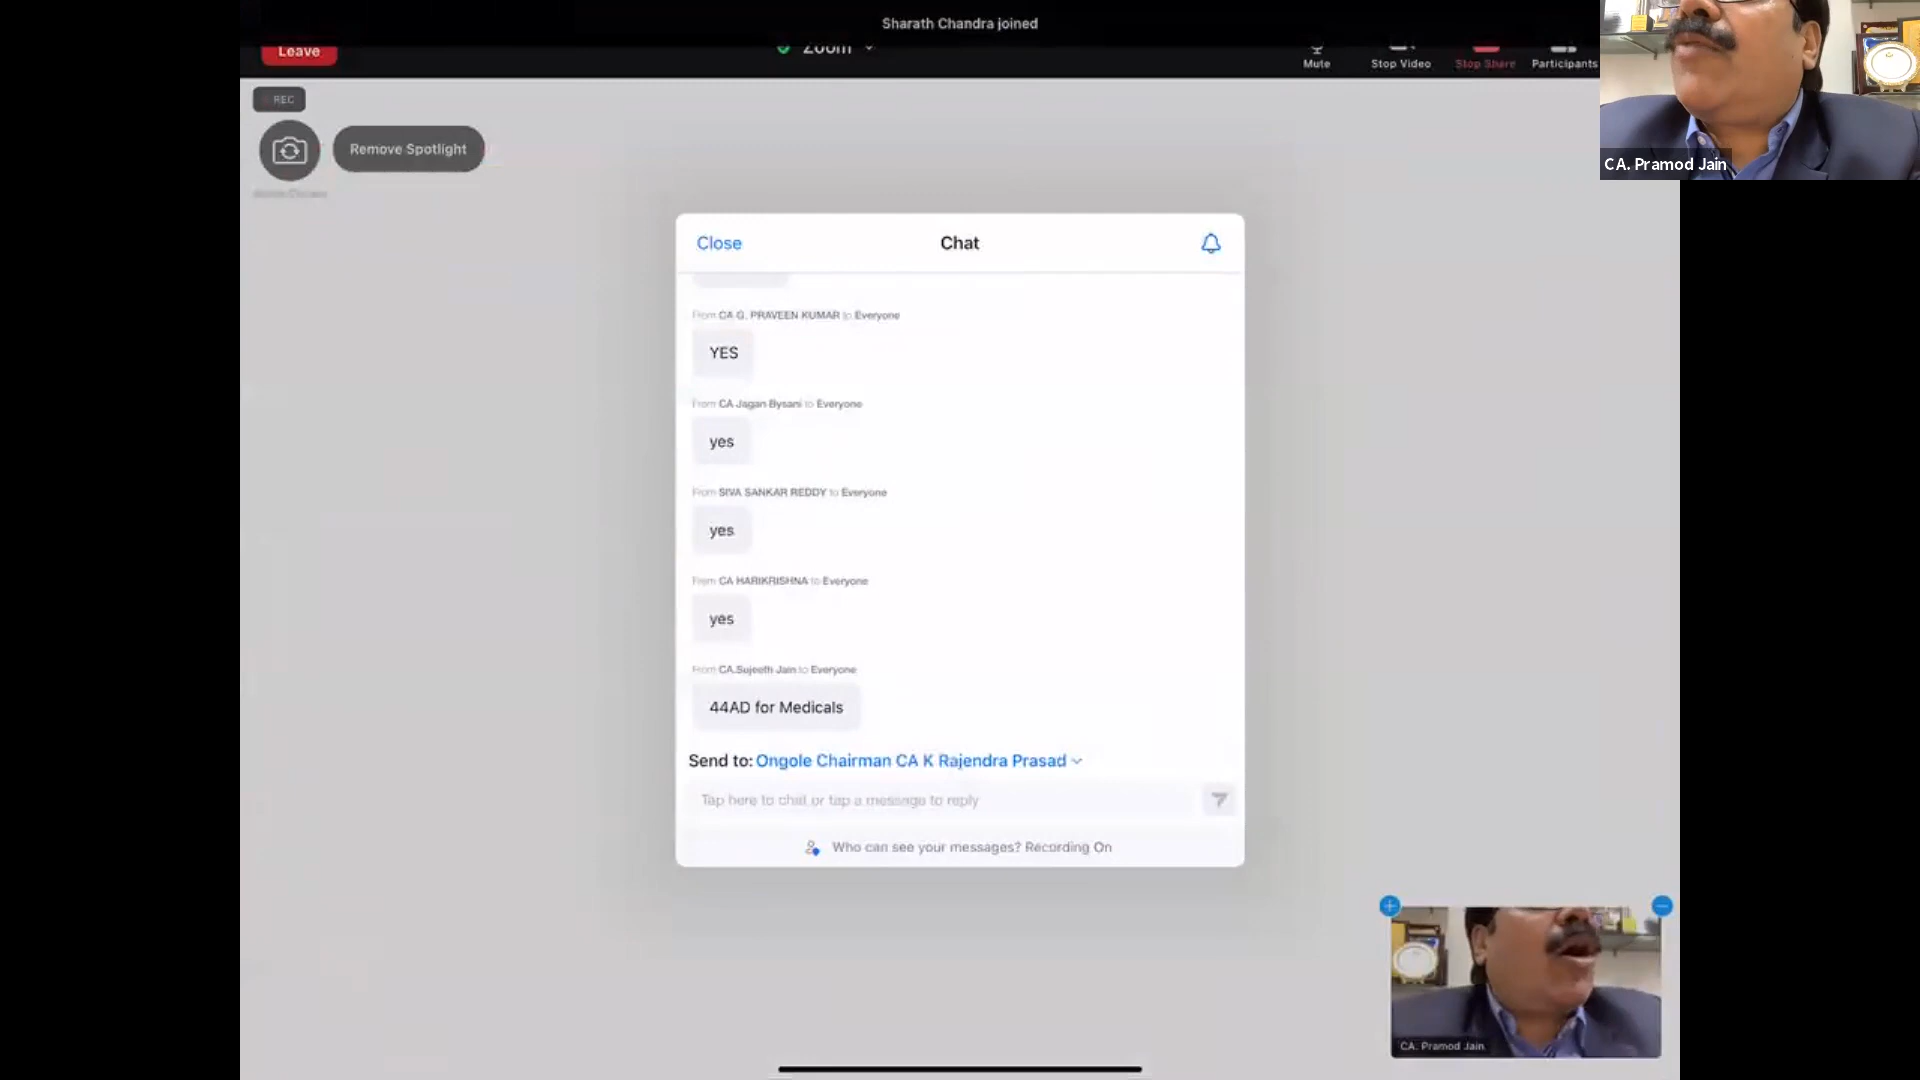 Sharath Chandra joined
Leave
Zoom
Mute
Stop Video
Stop Share
Participants
CA. Pramod Jain
REC
Remove Spotlight
Close
Chat
From CA G. PRAVEEN KUMAR to Everyone
YES
From CA Jagan Bysani to Everyone
yes
From SIVA SANKAR REDDY to Everyone
yes
From CA HARIKRISHNA to Everyone
yes
From CA.Sujeeth Jain to Everyone
44AD for Medicals
Send to: Ongole Chairman CA K Rajendra Prasad
Tap here to chat or tap a message to reply
Who can see your messages? Recording On
CA. Pramod Jain